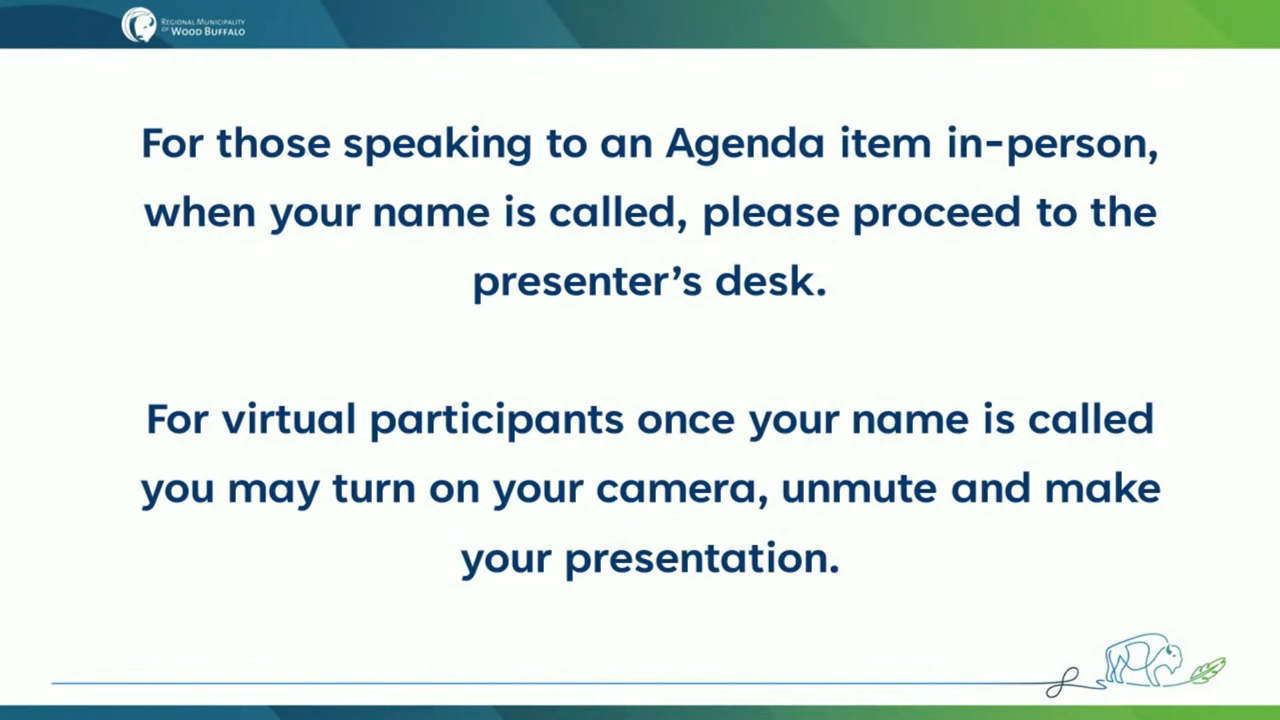 REGIONAL MUNICIPALITY
OF WOOD BUFFALO
For those speaking to an Agenda item in-person,
when your name is called, please proceed to the
presenter’s desk.
For virtual participants once your name is called
you may turn on your camera, unmute and make
your presentation.